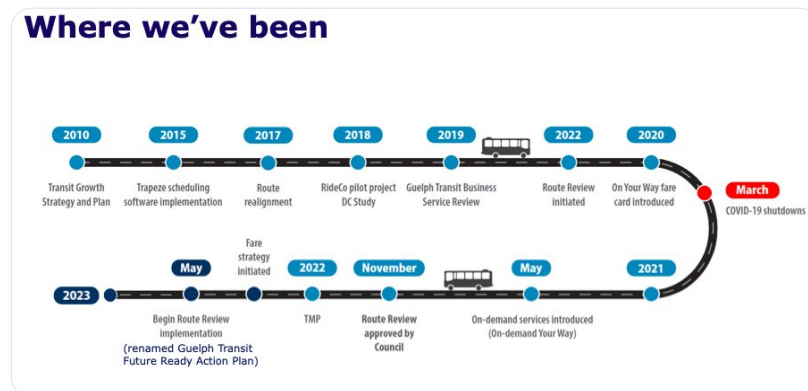 Where we've been
2010
2015
2017
2018
2019
2022
2020
Transit Growth
Strategy and Plan
Trapeze scheduling
software implementation
Route
realignment
RideCo pilot project
DC Study
Guelph Transit Business
Service Review
Route Review
initiated
On Your Way fare
card introduced
March
COVID-19 shutdowns
Fare
strategy
initiated
2023
May
2022
November
May
2021
Begin Route Review
implementation
(renamed Guelph Transit
Future Ready Action Plan)
TMP
Route Review
approved by
Council
On-demand services introduced
(On-demand Your Way)